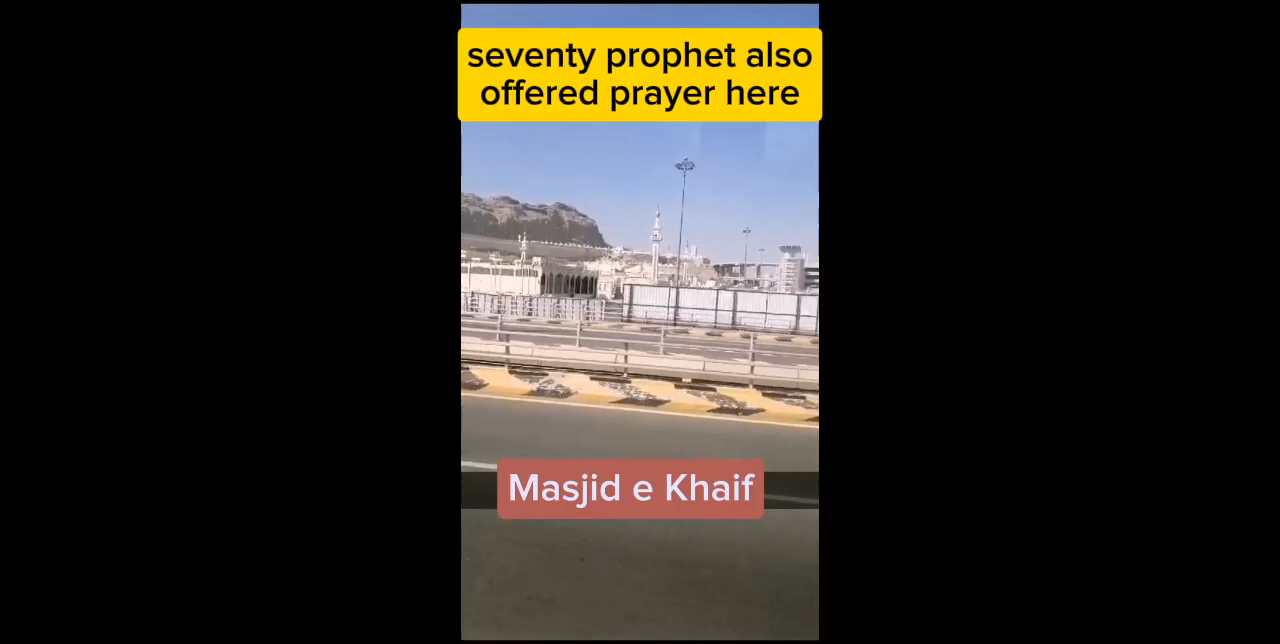 seventy prophet also
offered prayer here
Masjid e Khaif